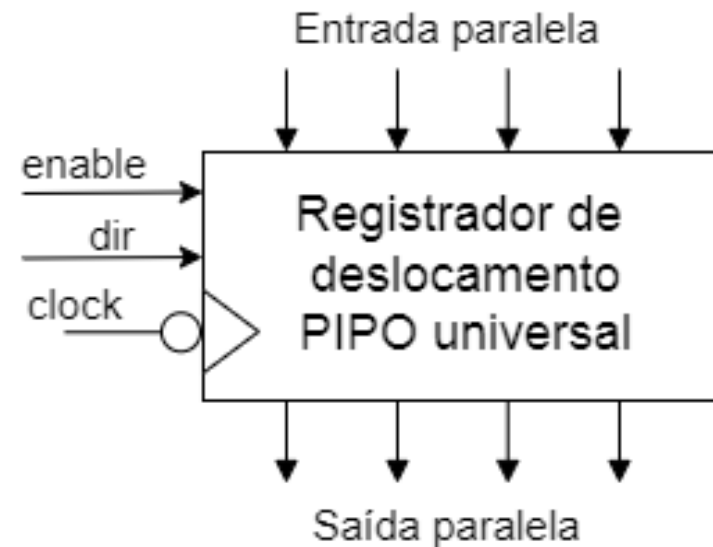 Entrada paralela
enable
dir
clock
Registrador de
deslocamento
PIPO universal
Saída paralela